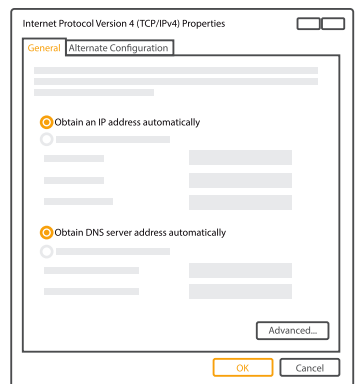 Internet Protocol Version 4 (TCP/IPv4) Properties
General
Alternate Configuration
Obtain an IP address automatically
Obtain DNS server address automatically
Advanced...
OK
Cancel